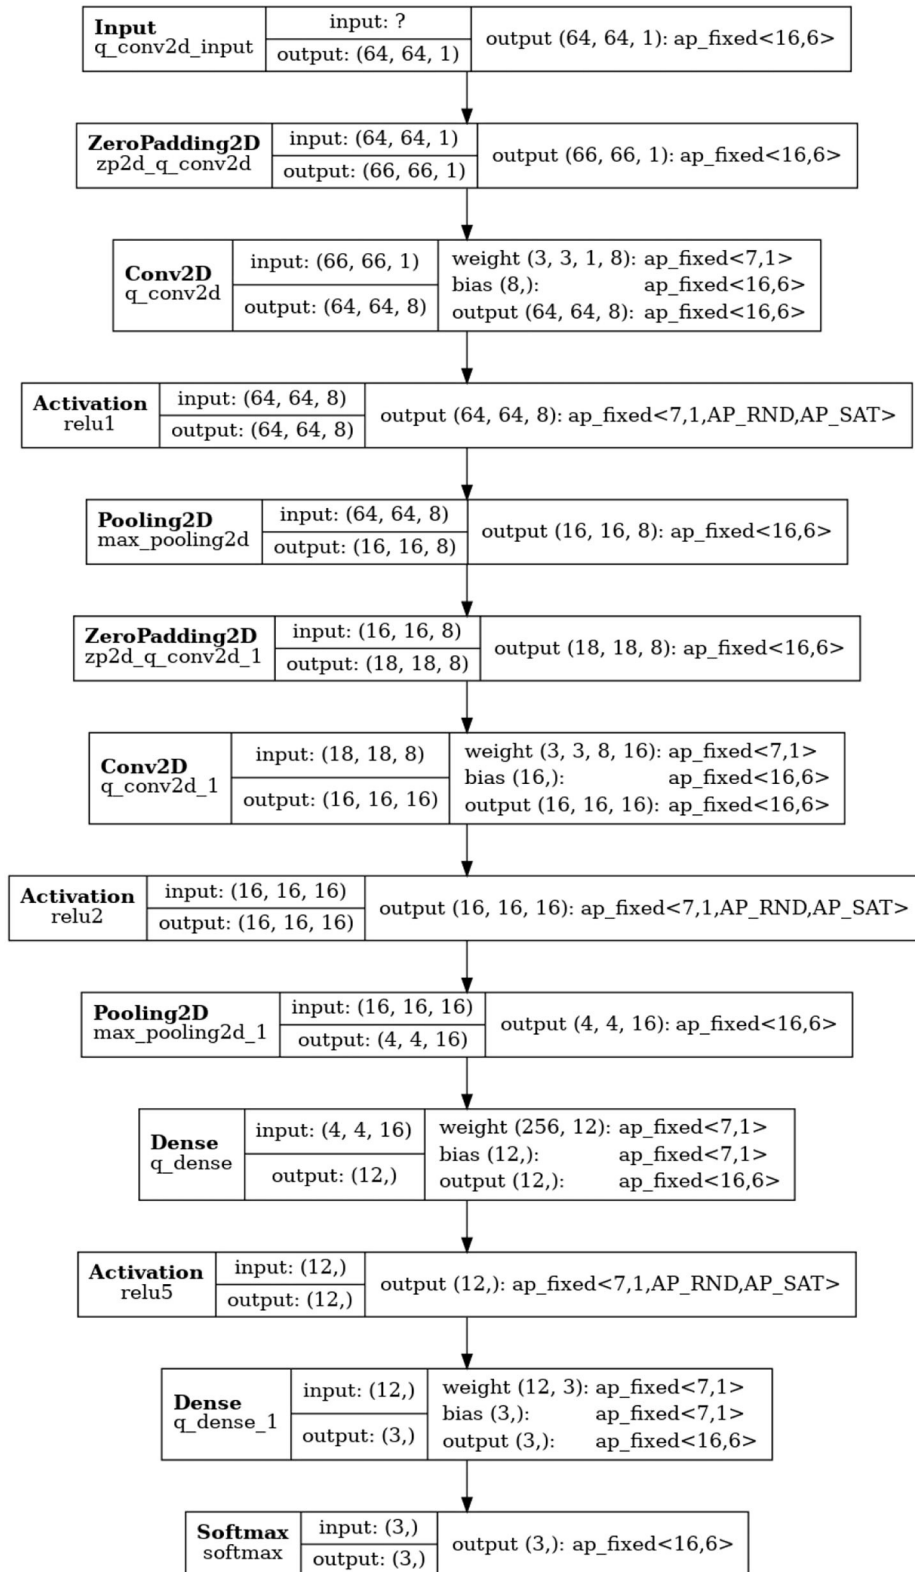 Input
q_conv2d_input
input: ?
output: (64, 64, 1)
output (64, 64, 1): ap_fixed<16,6>
ZeroPadding2D
zp2d_q_conv2d
input: (64, 64, 1)
output: (66, 66, 1)
output (66, 66, 1): ap_fixed<16,6>
Conv2D
q_conv2d
input: (66, 66, 1)
output: (64, 64, 8)
weight (3, 3, 1, 8): ap_fixed<7,1>
bias (8,): ap_fixed<16,6>
output (64, 64, 8): ap_fixed<16,6>
Activation
relu1
input: (64, 64, 8)
output: (64, 64, 8)
output (64, 64, 8): ap_fixed<7,1,AP_RND,AP_SAT>
Pooling2D
max_pooling2d
input: (64, 64, 8)
output: (16, 16, 8)
output (16, 16, 8): ap_fixed<16,6>
ZeroPadding2D
zp2d_q_conv2d_1
input: (16, 16, 8)
output: (18, 18, 8)
output (18, 18, 8): ap_fixed<16,6>
Conv2D
q_conv2d_1
input: (18, 18, 8)
output: (16, 16, 16)
weight (3, 3, 8, 16): ap_fixed<7,1>
bias (16,): ap_fixed<16,6>
output (16, 16, 16): ap_fixed<16,6>
Activation
relu2
input: (16, 16, 16)
output: (16, 16, 16)
output (16, 16, 16): ap_fixed<7,1,AP_RND,AP_SAT>
Pooling2D
max_pooling2d_1
input: (16, 16, 16)
output: (4, 4, 16)
output (4, 4, 16): ap_fixed<16,6>
Dense
q_dense
input: (4, 4, 16)
output: (12,)
weight (256, 12): ap_fixed<7,1>
bias (12,): ap_fixed<7,1>
output (12,): ap_fixed<16,6>
Activation
relu5
input: (12,)
output: (12,)
output (12,): ap_fixed<7,1,AP_RND,AP_SAT>
Dense
q_dense_1
input: (12,)
output: (3,)
weight (12, 3): ap_fixed<7,1>
bias (3,): ap_fixed<7,1>
output (3,): ap_fixed<16,6>
Softmax
softmax
input: (3,)
output: (3,)
output (3,): ap_fixed<16,6>